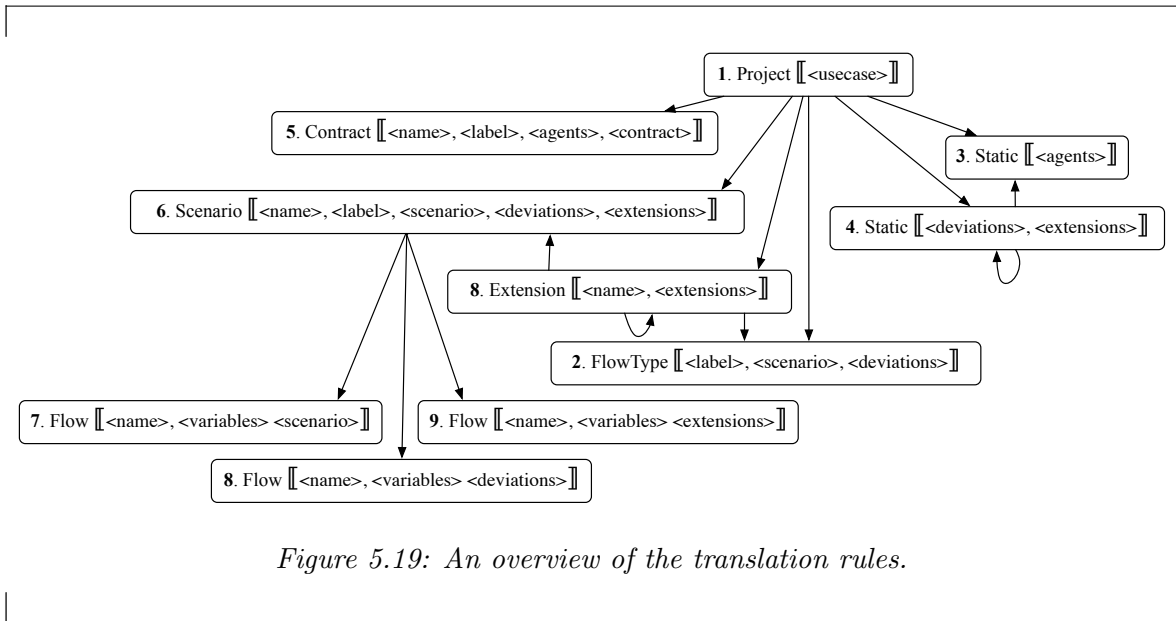 1. Project ⟦<usecase>⟧
5. Contract ⟦<name>, <label>, <agents>, <contract>⟧
3. Static ⟦<agents>⟧
6. Scenario ⟦<name>, <label>, <scenario>, <deviations>, <extensions>⟧
4. Static ⟦<deviations>, <extensions>⟧
8. Extension ⟦<name>, <extensions>⟧
2. FlowType ⟦<label>, <scenario>, <deviations>⟧
7. Flow ⟦<name>, <variables> <scenario>⟧
9. Flow ⟦<name>, <variables> <extensions>⟧
8. Flow ⟦<name>, <variables> <deviations>⟧
Figure 5.19: An overview of the translation rules.